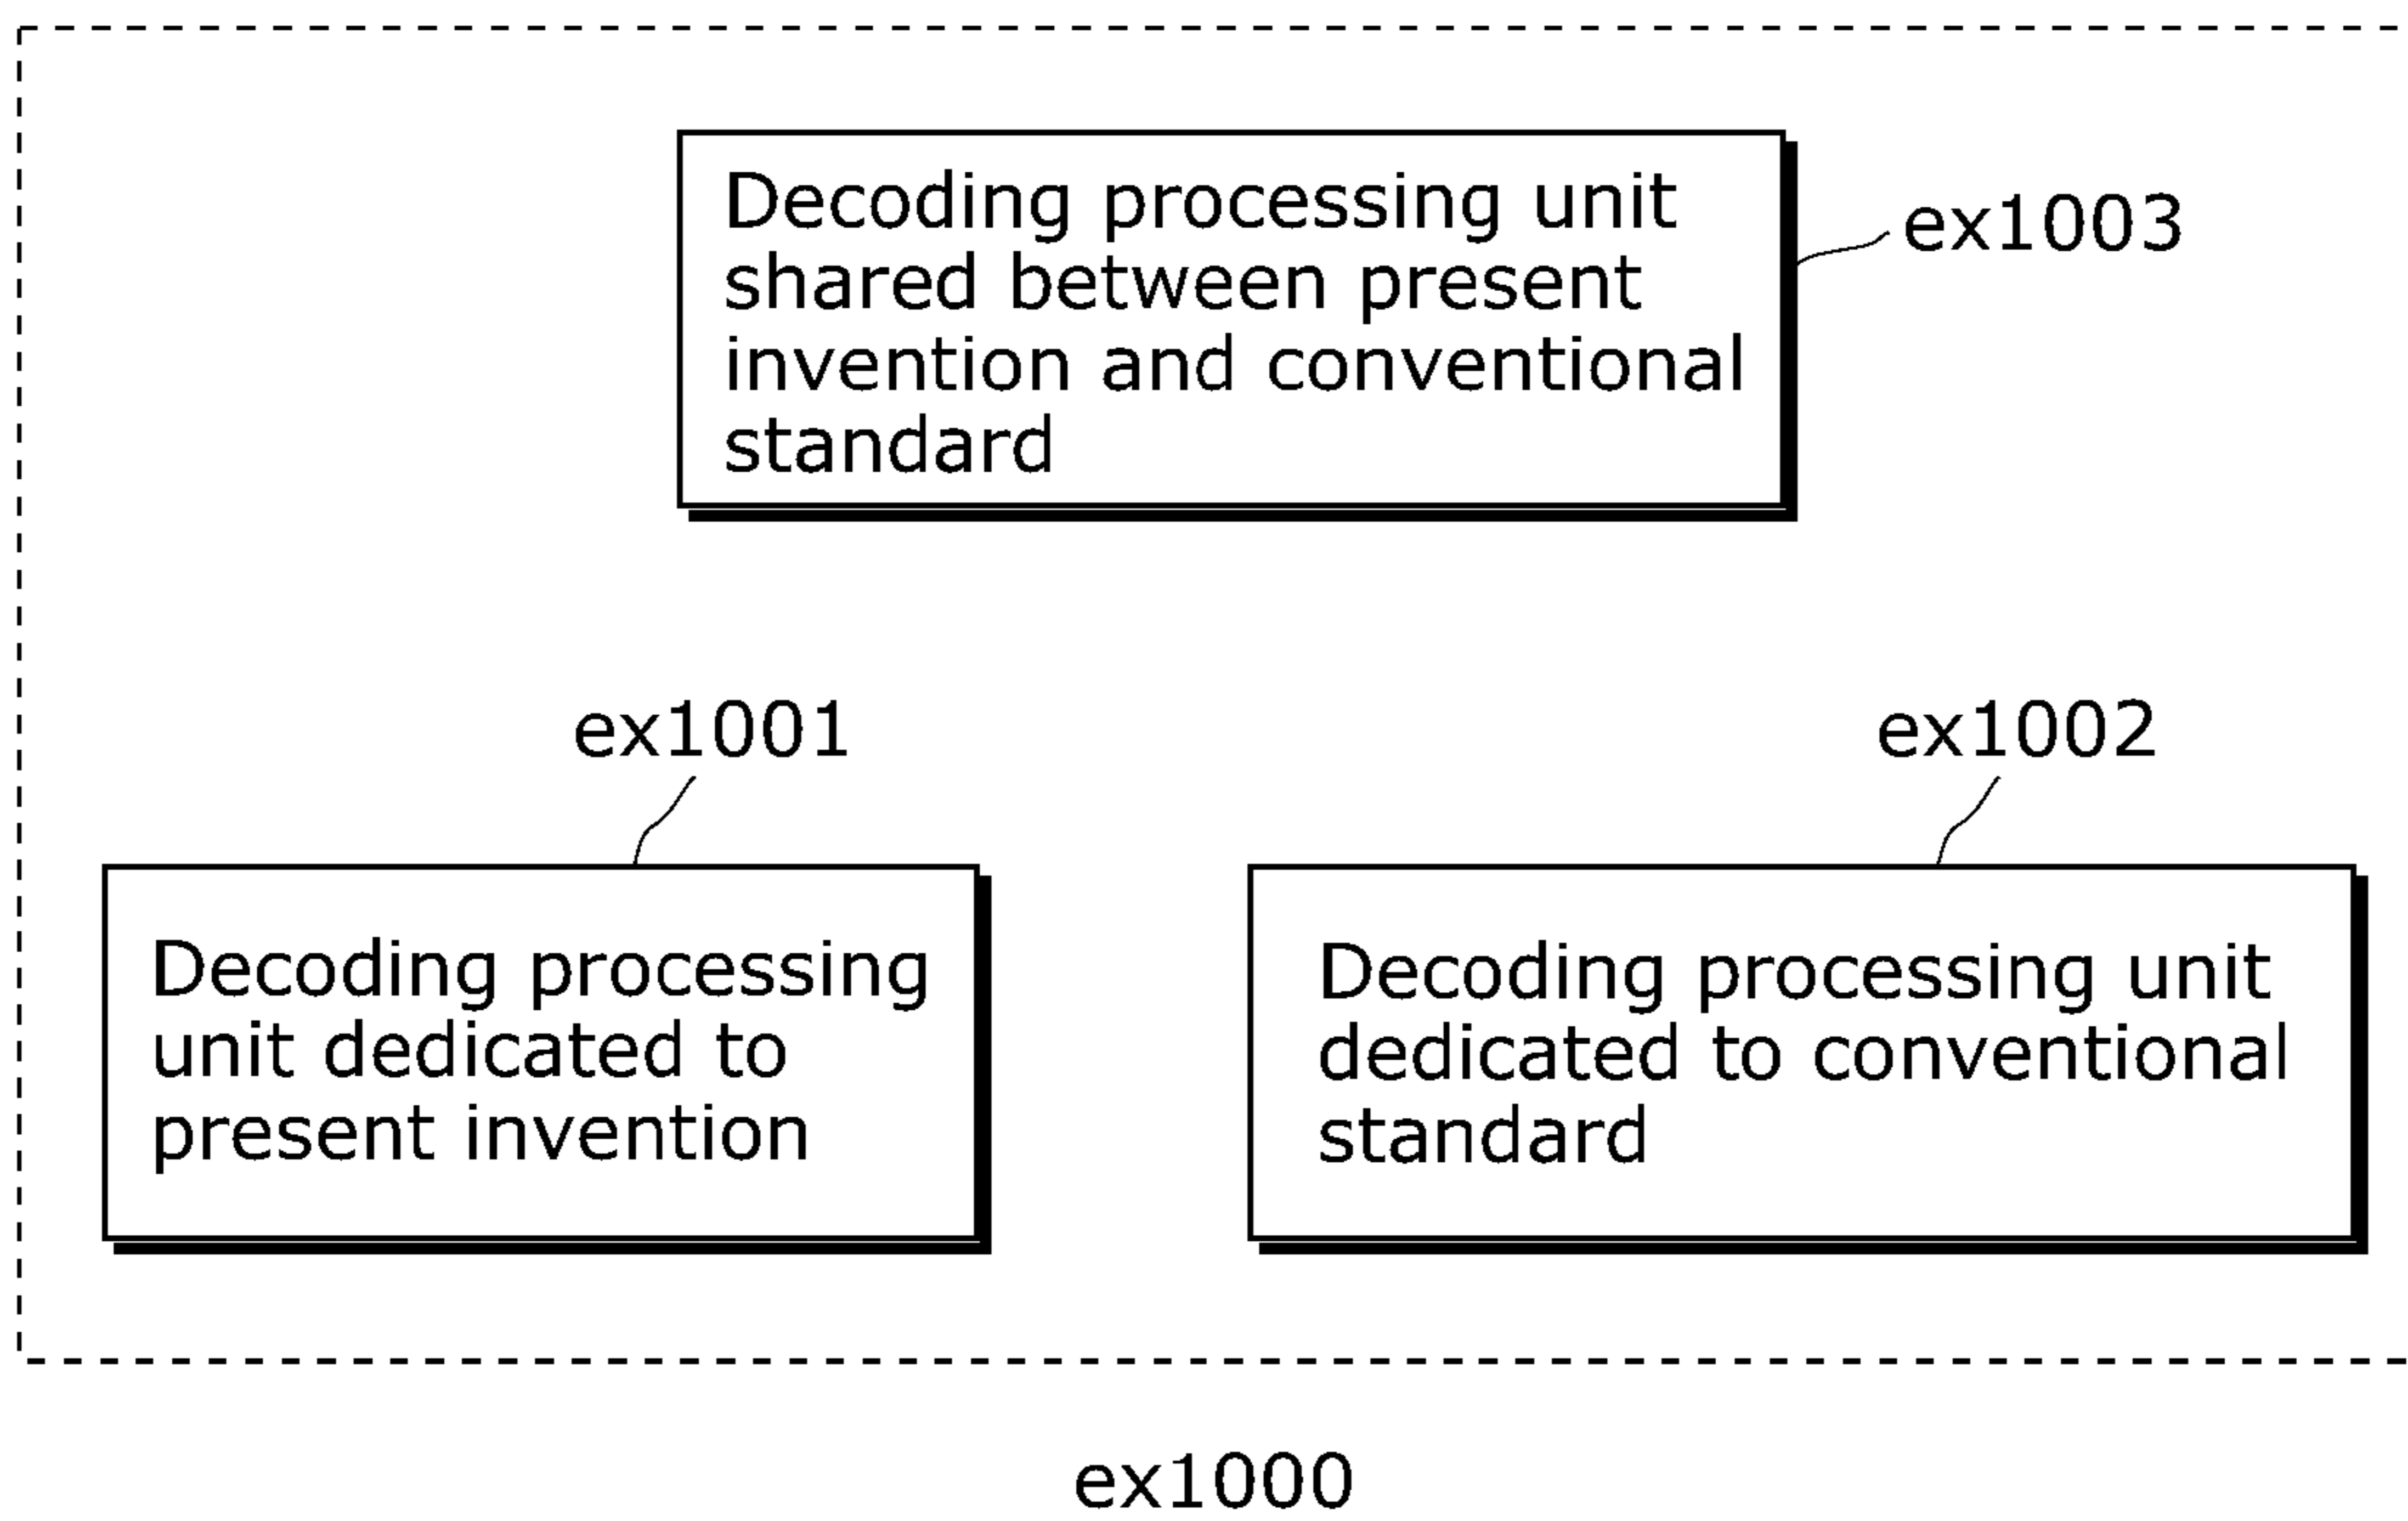 Decoding processing unit
shared between present
invention and conventional
standard
ex1003
ex1001
ex1002
Decoding processing
unit dedicated to
present invention
Decoding processing unit
dedicated to conventional
standard
ex1000